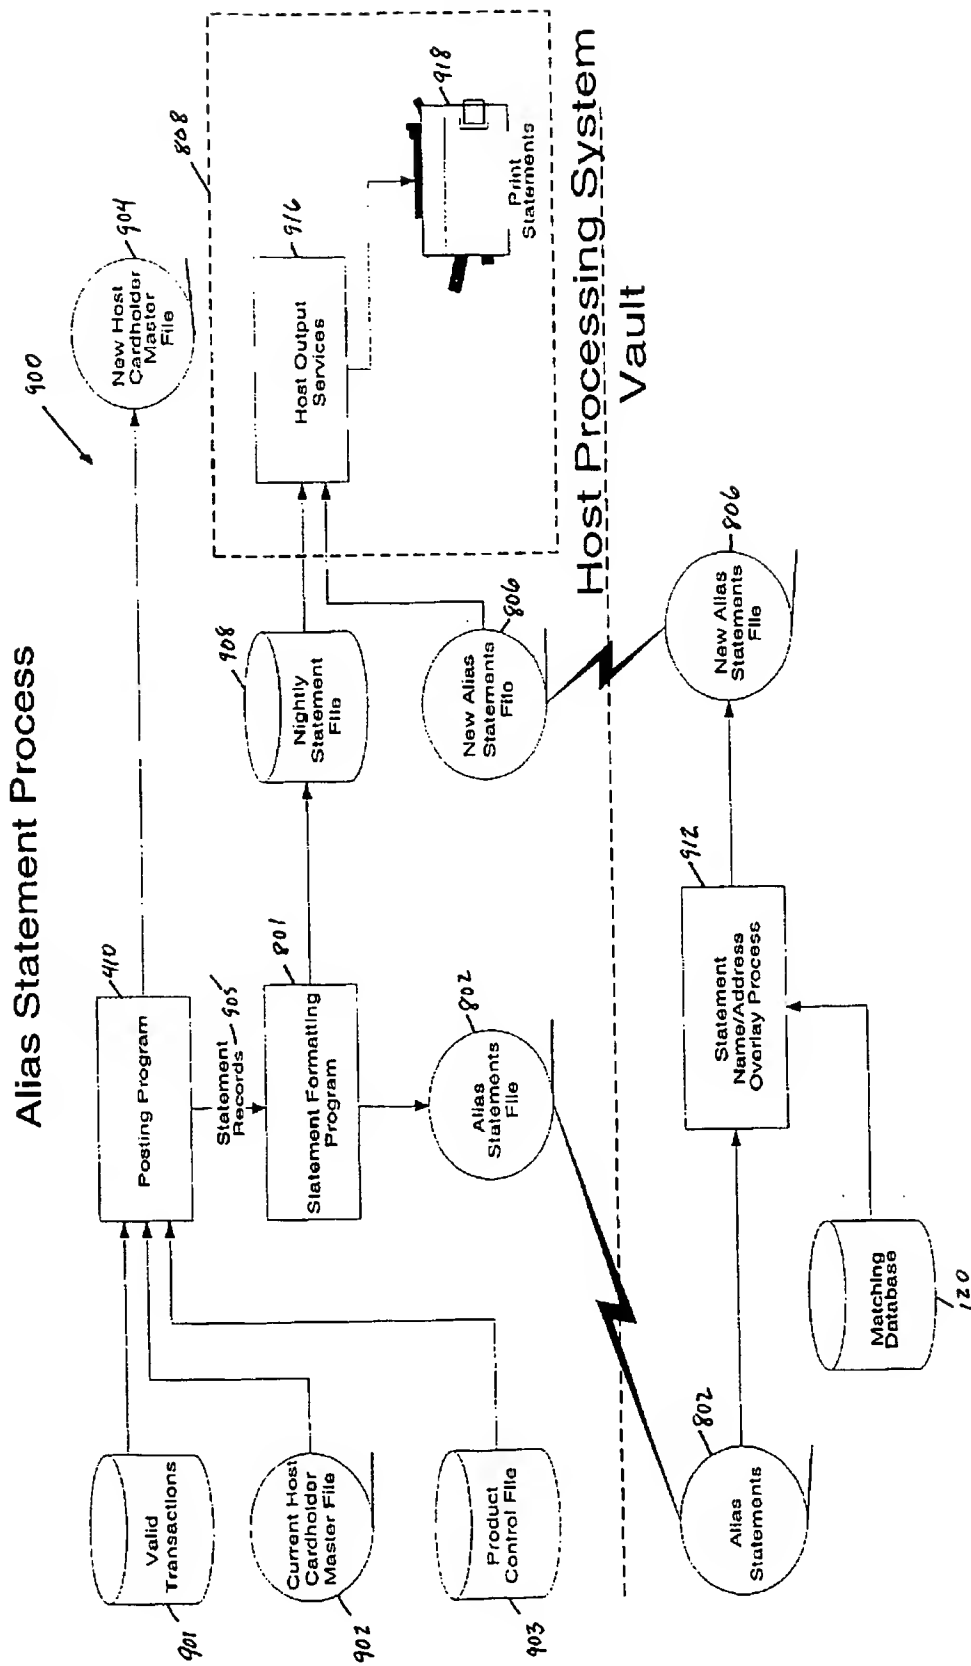 Alias Statement Process
900
Valid
Transactions
901
Current Host
Cardholder
Master File
902
Product
Control File
903
Posting Program
410
Statement
Records
905
Statement Formating
Program
801
Alias
Statements
File
802
New Host
Cardholder
Master
File
904
Nightly
Statement
File
908
New Alias
Statements
File
806
808
Host Output
Services
916
918
Print
Statements
Host Processing System
Vault
Alias
Statements
802
Matching
Database
120
Statement
Name/Address
Overlay Process
912
New Alias
Statements
File
806